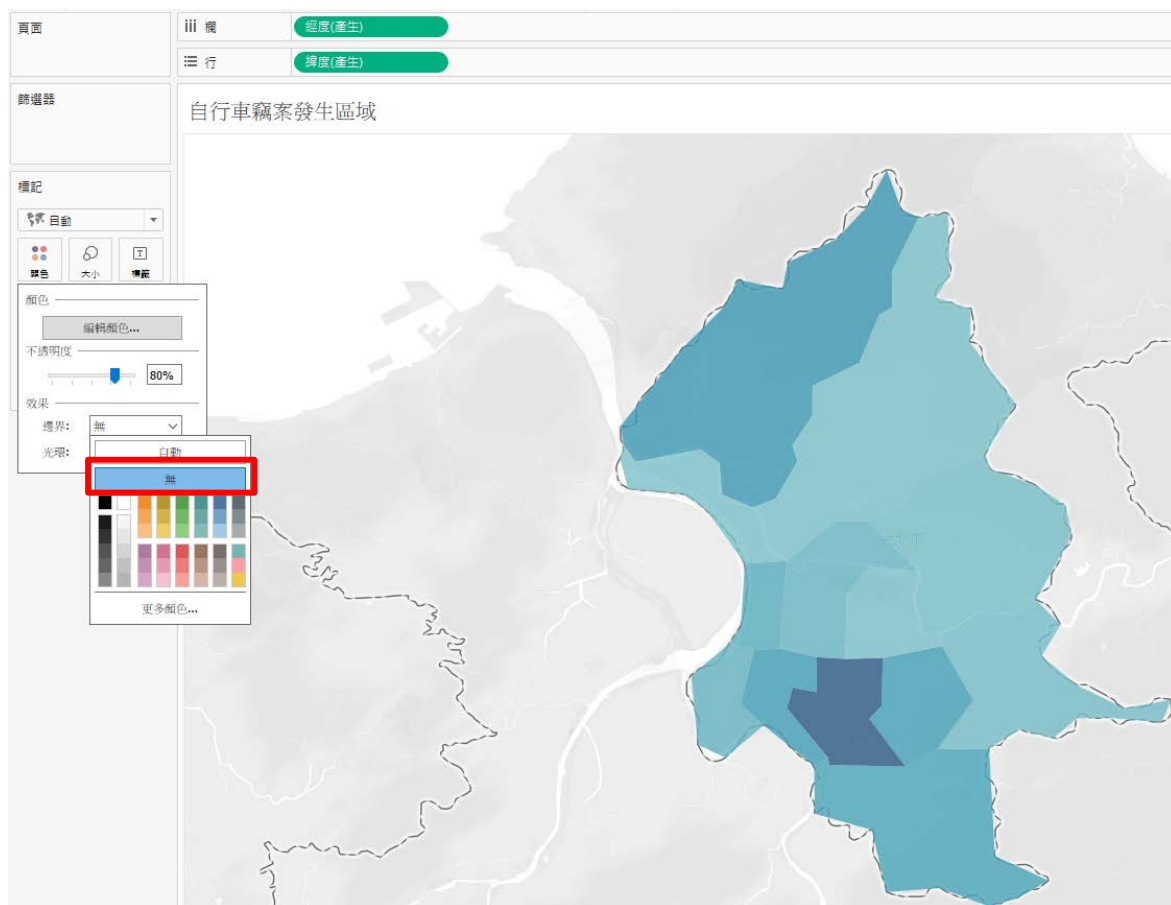 頁面
iii 欄
經度(產生)
行
緯度(產生)
篩選器
自行車竊案發生區域
標記
自動
顏色
大小
標籤
顏色
編輯顏色...
不透明度
80%
效果
邊界:
無
光環:
自動
無
更多顏色...